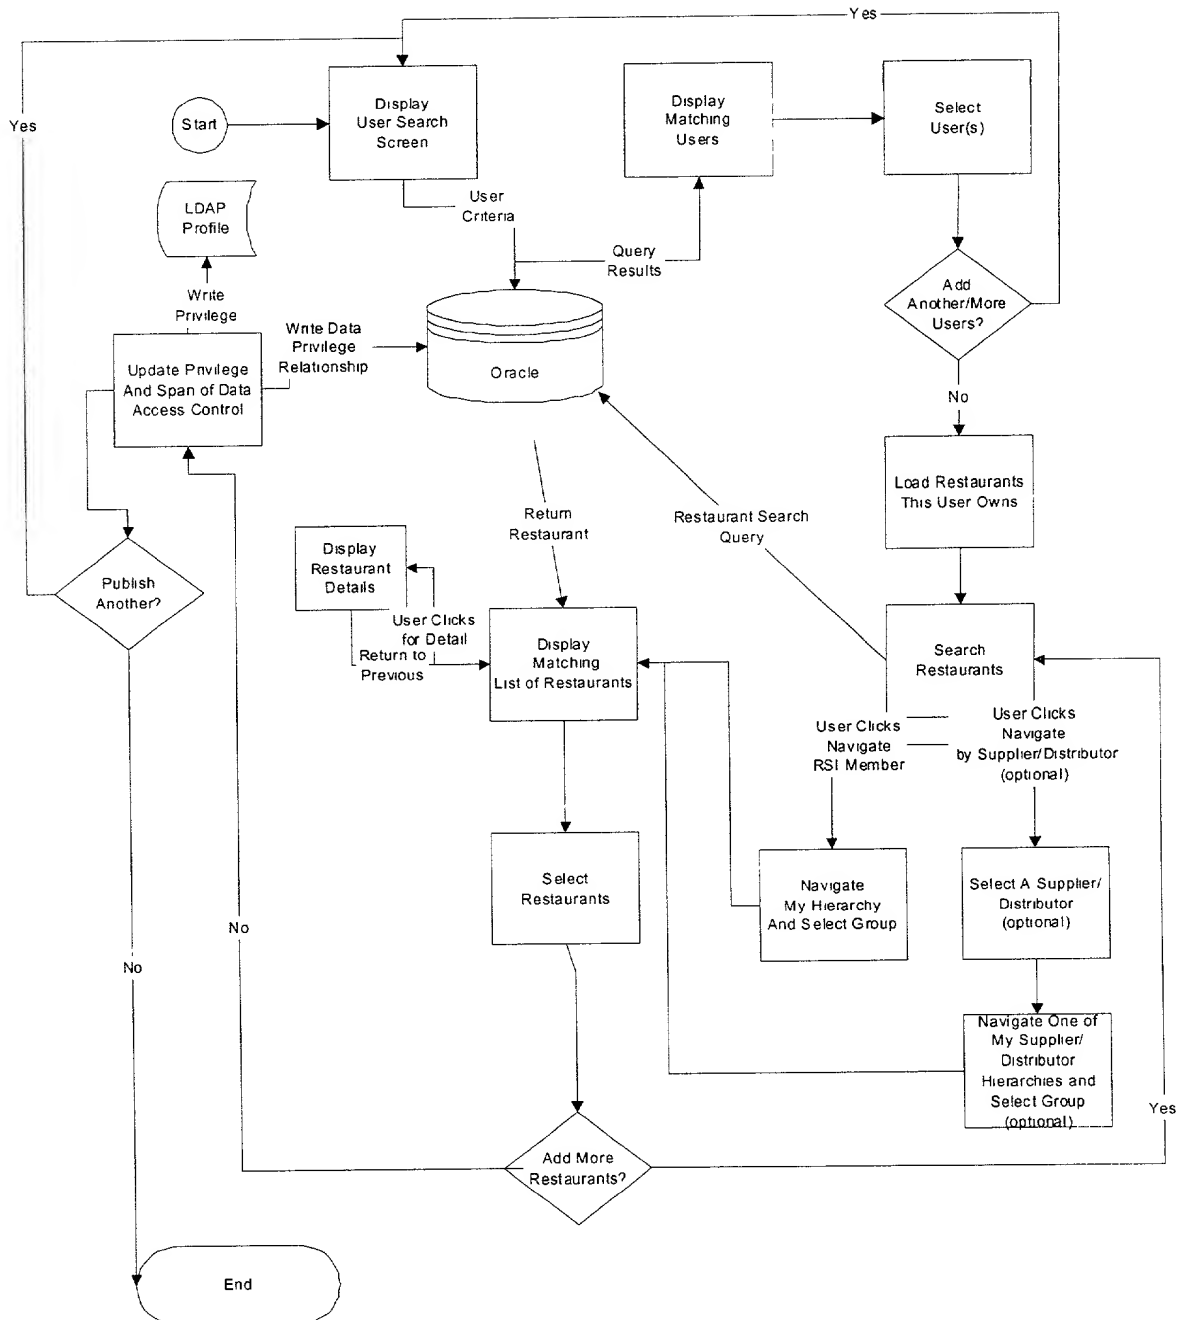 Yes
Yes
Start
Display
User Search
Screen
Display
Matching
Users
Select
User(s)
LDAP
Profile
User
Criteria
Query
Results
Add
Another/More
Users?
Write
Privilege
Write Data
Privilege
Relationship
Update Privilege
And Span of Data
Access Control
Oracle
No
Load Restaurants
This User Owns
Return
Restaurant
Restaurant Search
Query
Display
Restaurant
Details
Publish
Another?
User Clicks
for Detail
Return to
Previous
Display
Matching
List of Restaurants
Search
Restaurants
User Clicks
Navigate
RSI Member
User Clicks
Navigate
by Supplier/Distributor
(optional)
Select
Restaurants
Navigate
My Hierarchy
And Select Group
Select A Supplier/
Distributor
(optional)
No
No
Navigate One of
My Supplier/
Distributor
Hierarchies and
Select Group
(optional)
Yes
Add More
Restaurants?
End